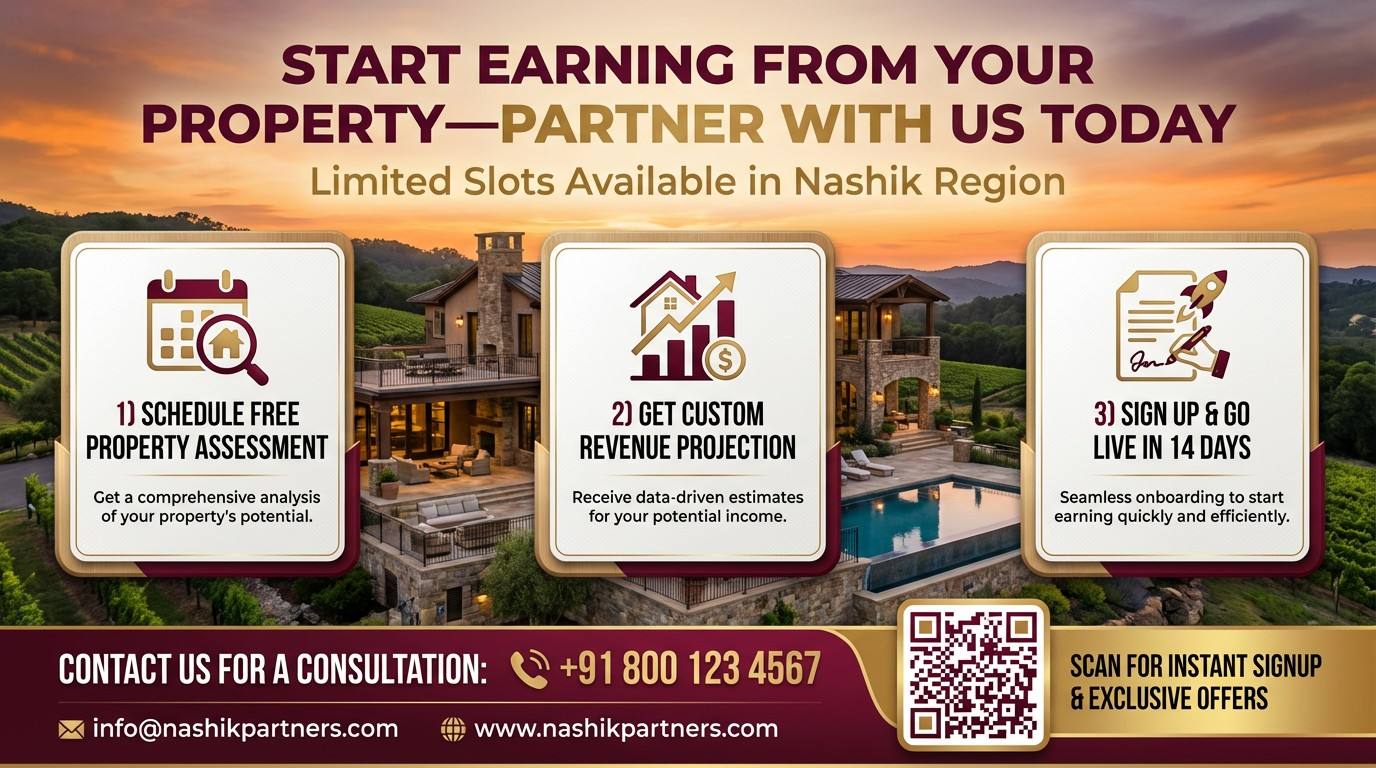 START EARNING FROM YOUR
PROPERTY—PARTNER WITH US TODAY
Limited Slots Available in Nashik Region
1) SCHEDULE FREE
PROPERTY ASSESSMENT
Get a comprehensive analysis
of your property's potential.
2) GET CUSTOM
REVENUE PROJECTION
Receive data-driven estimates
for your potential income.
3) SIGN UP & GO
LIVE IN 14 DAYS
Seamless onboarding to start
earning quickly and efficiently.
CONTACT US FOR A CONSULTATION: +91 800 123 4567
info@nashikpartners.com www.nashikpartners.com
SCAN FOR INSTANT SIGNUP
& EXCLUSIVE OFFERS